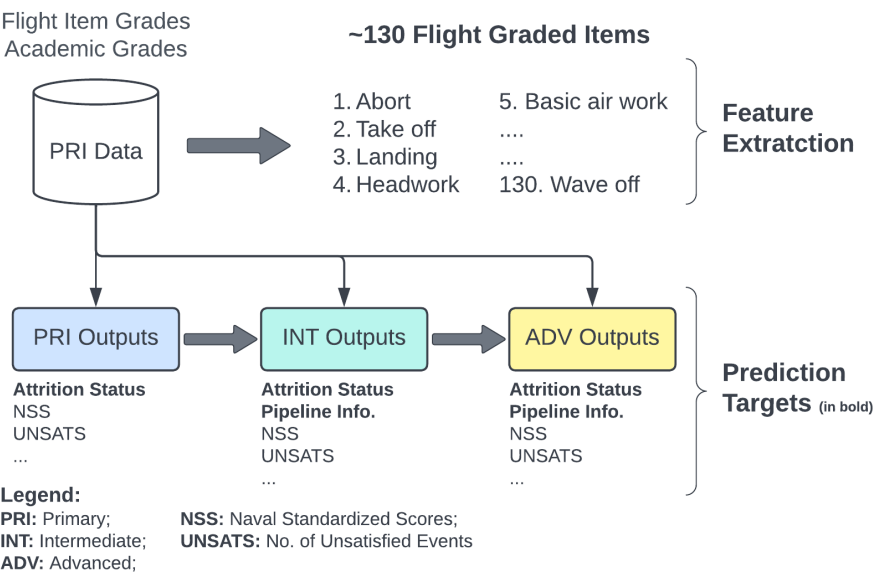 Flight Item Grades
Academic Grades
~130 Flight Graded Items
PRI Data
1. Abort
2. Take off
3. Landing
4. Headwork
5. Basic air work
....
....
130. Wave off
Feature
Extratction
PRI Outputs
INT Outputs
ADV Outputs
Attrition Status
NSS
UNSATS
...
Attrition Status
Pipeline Info.
NSS
UNSATS
...
Attrition Status
Pipeline Info.
NSS
UNSATS
...
Prediction
Targets (in bold)
Legend:
PRI: Primary;
INT: Intermediate;
ADV: Advanced;
NSS: Naval Standardized Scores;
UNSATS: No. of Unsatisfied Events